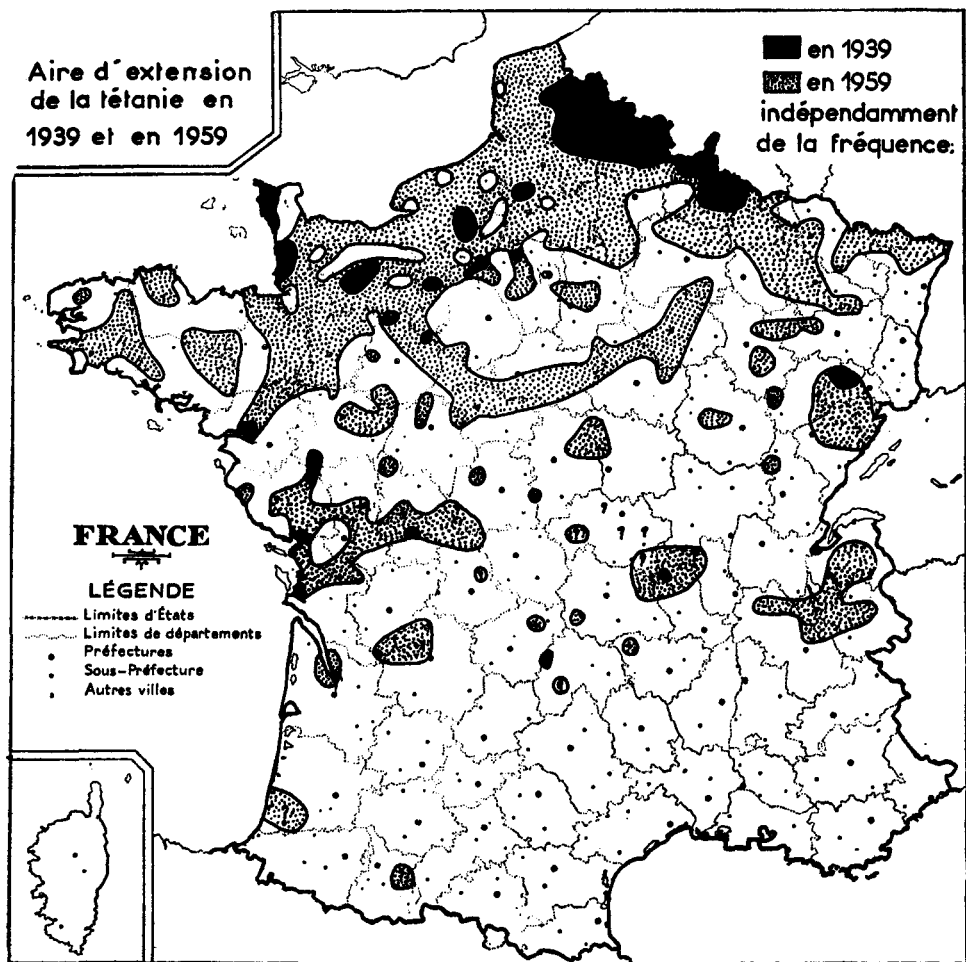 Aire d'extension
de la tétanie en
1939 et en 1959
en 1939
en 1959
indépendamment
de la fréquence:
FRANCE
LÉGENDE
Limites d'États
Limites de départements
Préfectures
Sous-Préfecture
Autres villes
? ? ?
?